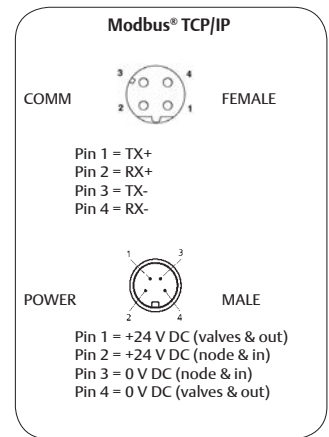 Modbus® TCP/IP
3 4
COMM FEMALE
2 1
Pin 1 = TX+
Pin 2 = RX+
Pin 3 = TX-
Pin 4 = RX-
1 3
POWER MALE
2 4
Pin 1 = +24 V DC (valves & out)
Pin 2 = +24 V DC (node & in)
Pin 3 = 0 V DC (node & in)
Pin 4 = 0 V DC (valves & out)